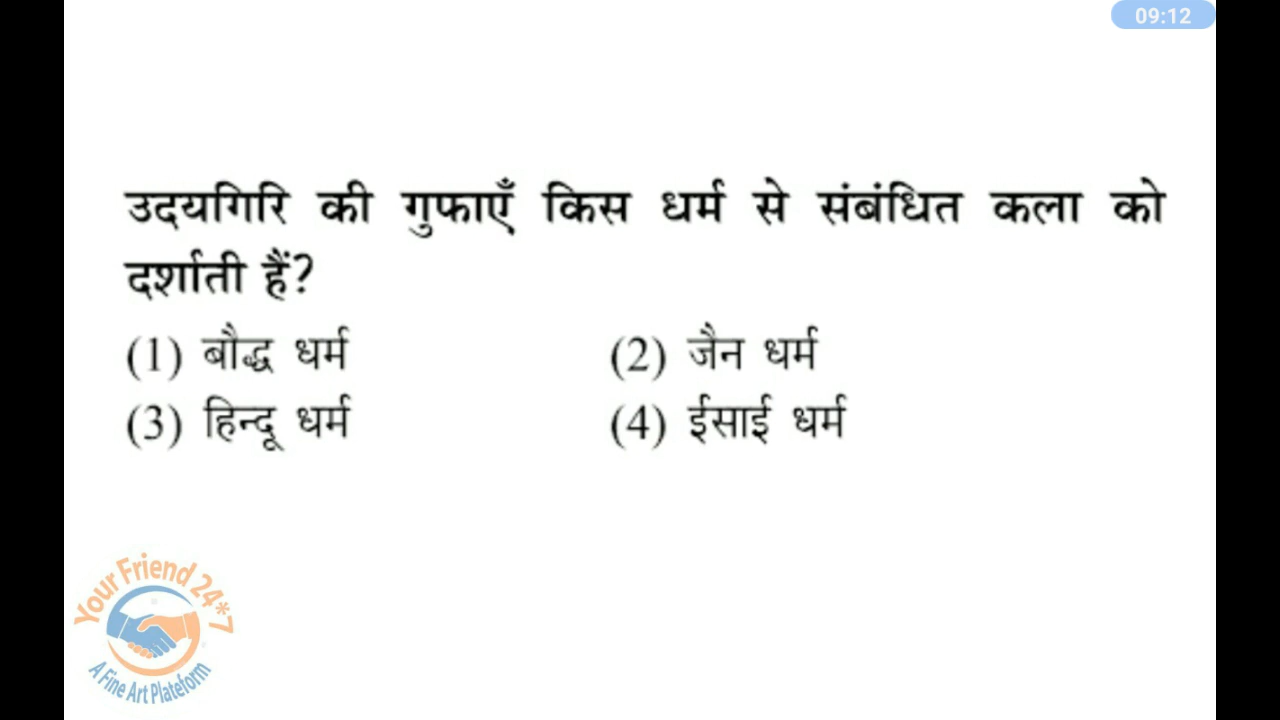 09:12
उदयगिरि की गुफाएँ किस धर्म से संबंधित कला को
दर्शाती हैं?
(1) बौद्ध धर्म (2) जैन धर्म
(3) हिन्दू धर्म (4) ईसाई धर्म
Your Friend 24*7
A Fine Art Plateform